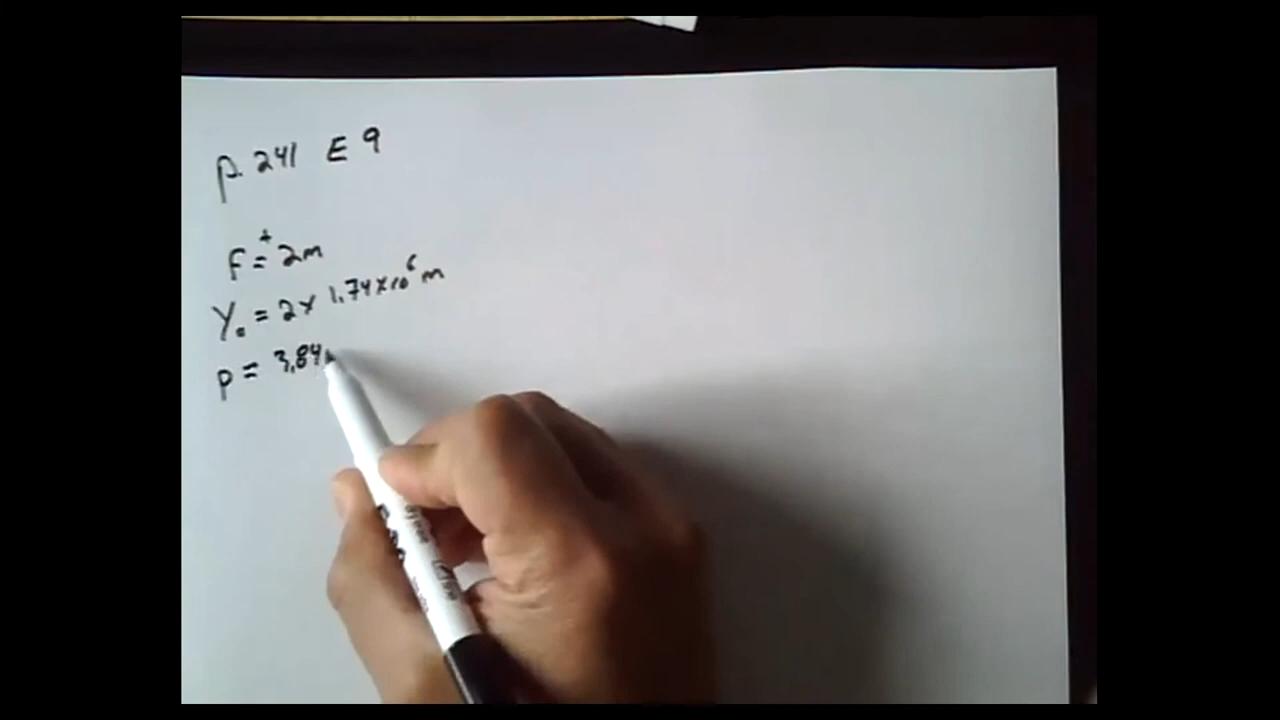 p. 241 E 9
F = +2m
Y₀ = 2 x 1.74 x 10⁶ m
p = 3,84